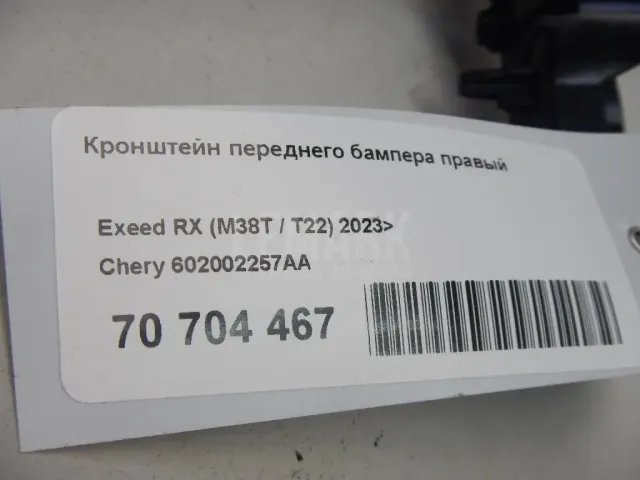 Кронштейн переднего бампера правый
Exeed RX (M38T / T22) 2023>
Chery 602002257AA
70 704 467